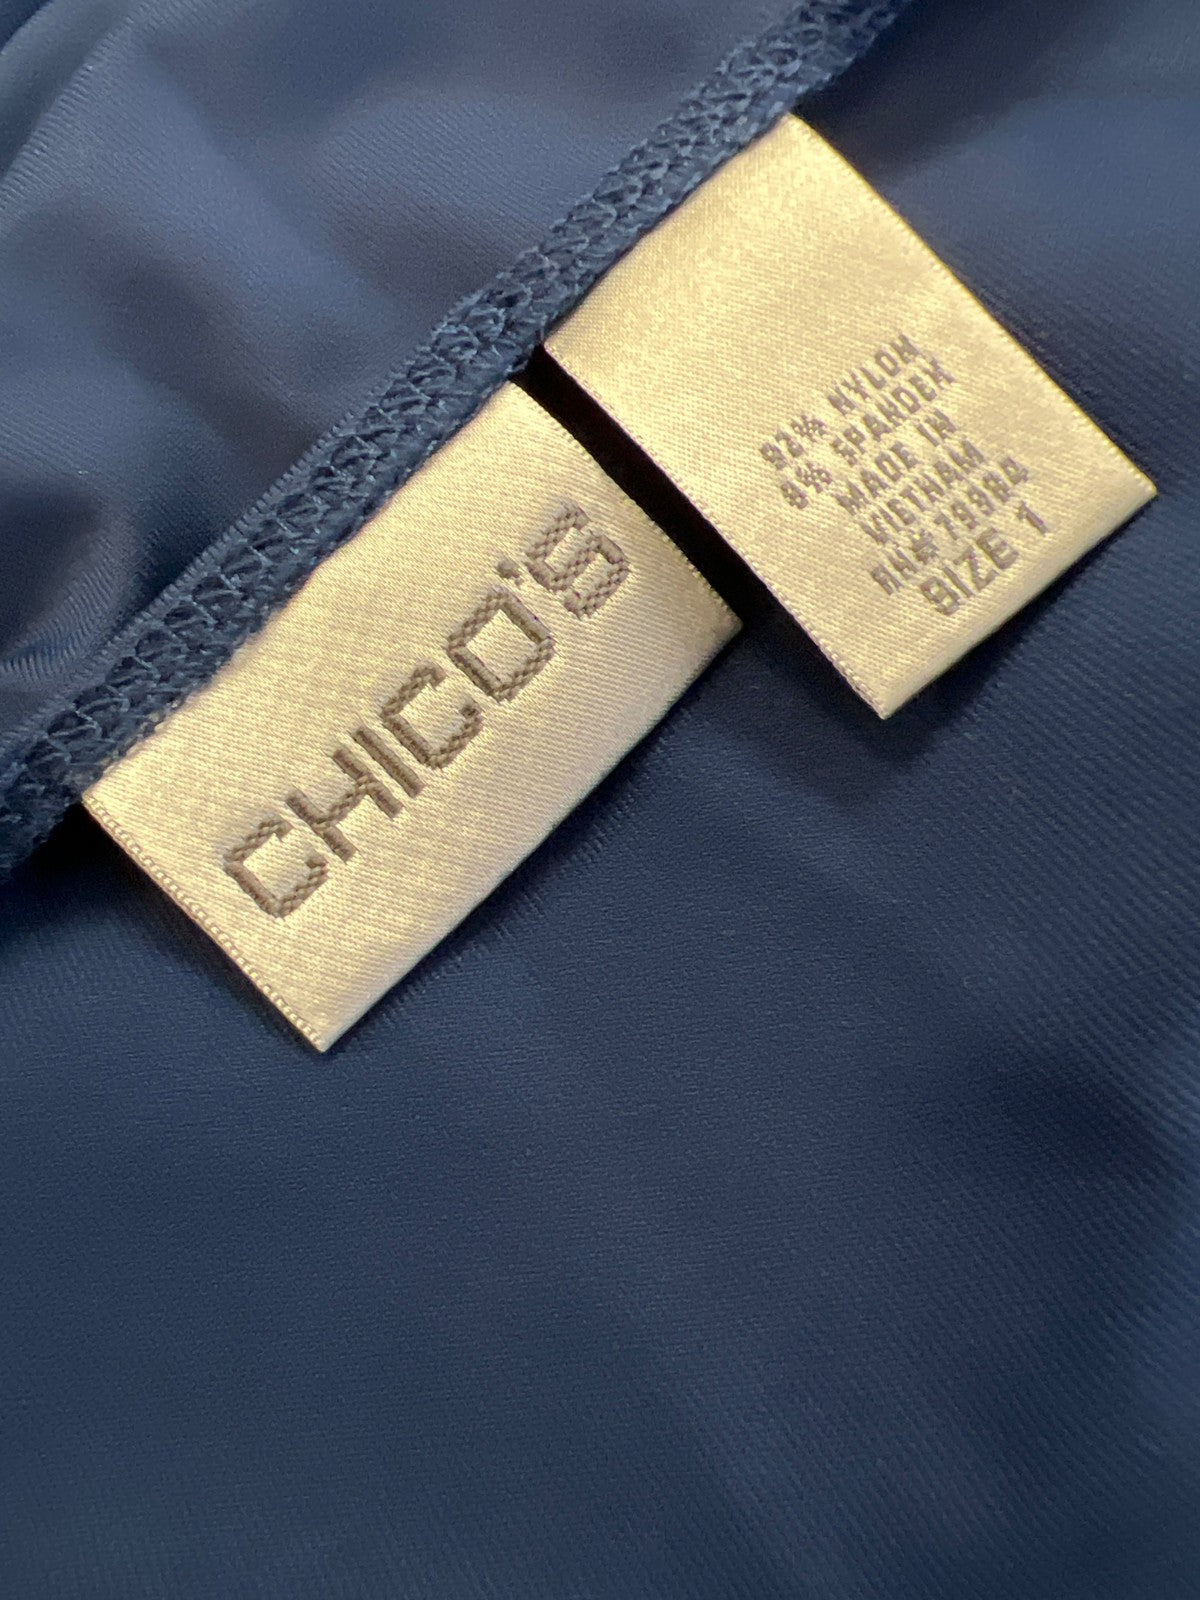 CHICO'S
92% NYLON
8% SPANDEX
MADE IN
VIETNAM
RN# 79984
SIZE 1